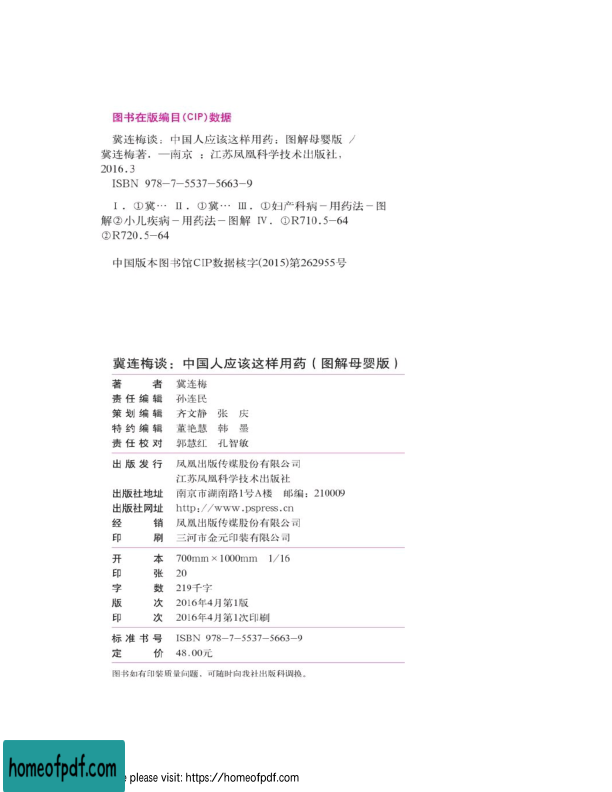 图书在版编目(CIP)数据
冀连梅谈：中国人应该这样用药：图解母婴版 /
冀连梅著. —南京 ：江苏凤凰科学技术出版社，
2016.3
ISBN 978-7-5537-5663-9
Ⅰ. ①冀… Ⅱ. ①冀… Ⅲ. ①妇产科病-用药法-图
解②小儿疾病-用药法-图解 Ⅳ. ①R710.5-64
②R720.5-64
中国版本图书馆CIP数据核字(2015)第262955号
冀连梅谈：中国人应该这样用药（图解母婴版）
著 者 冀连梅
责任编辑 孙连民
策划编辑 齐文静 张 庆
特约编辑 董艳慧 韩 墨
责任校对 郭慧红 孔智敏
出版发行 凤凰出版传媒股份有限公司
江苏凤凰科学技术出版社
出版社地址 南京市湖南路1号A楼 邮编：210009
出版社网址 http://www.pspress.cn
经 销 凤凰出版传媒股份有限公司
印 刷 三河市金元印装有限公司
开 本 700mm×1000mm 1/16
印 张 20
字 数 219千字
版 次 2016年4月第1版
印 次 2016年4月第1次印刷
标准书号 ISBN 978-7-5537-5663-9
定 价 48.00元
图书如有印装质量问题，可随时向我社出版科调换。
homeofpdf.com
please visit: https://homeofpdf.com